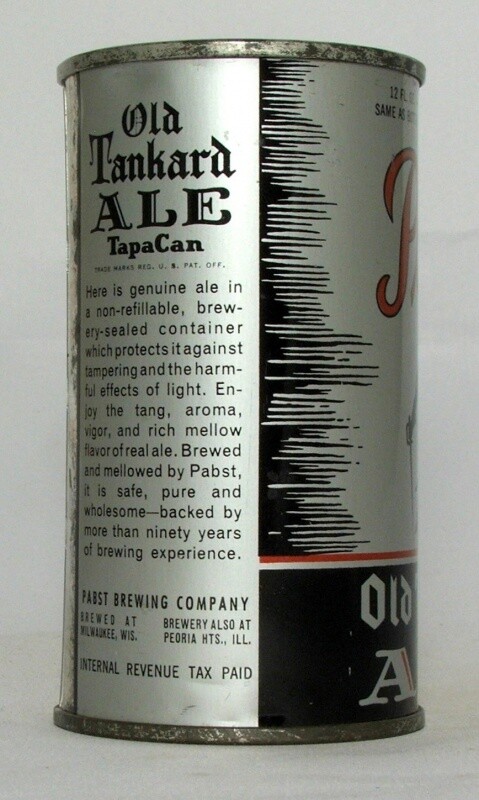 Old
Tankard
ALE
TapaCan
TRADE MARKS REG. U. S. PAT. OFF.
Here is genuine ale in
a non-refillable, brew-
ery-sealed container
which protects it against
tampering and the harm-
ful effects of light. En-
joy the tang, aroma,
vigor, and rich mellow
flavor of real ale. Brewed
and mellowed by Pabst,
it is safe, pure and
wholesome—backed by
more than ninety years
of brewing experience.
PABST BREWING COMPANY
BREWED AT
MILWAUKEE, WIS.
BREWERY ALSO AT
PEORIA HTS., ILL.
INTERNAL REVENUE TAX PAID
12 FL
SAME AS
P
Old
A